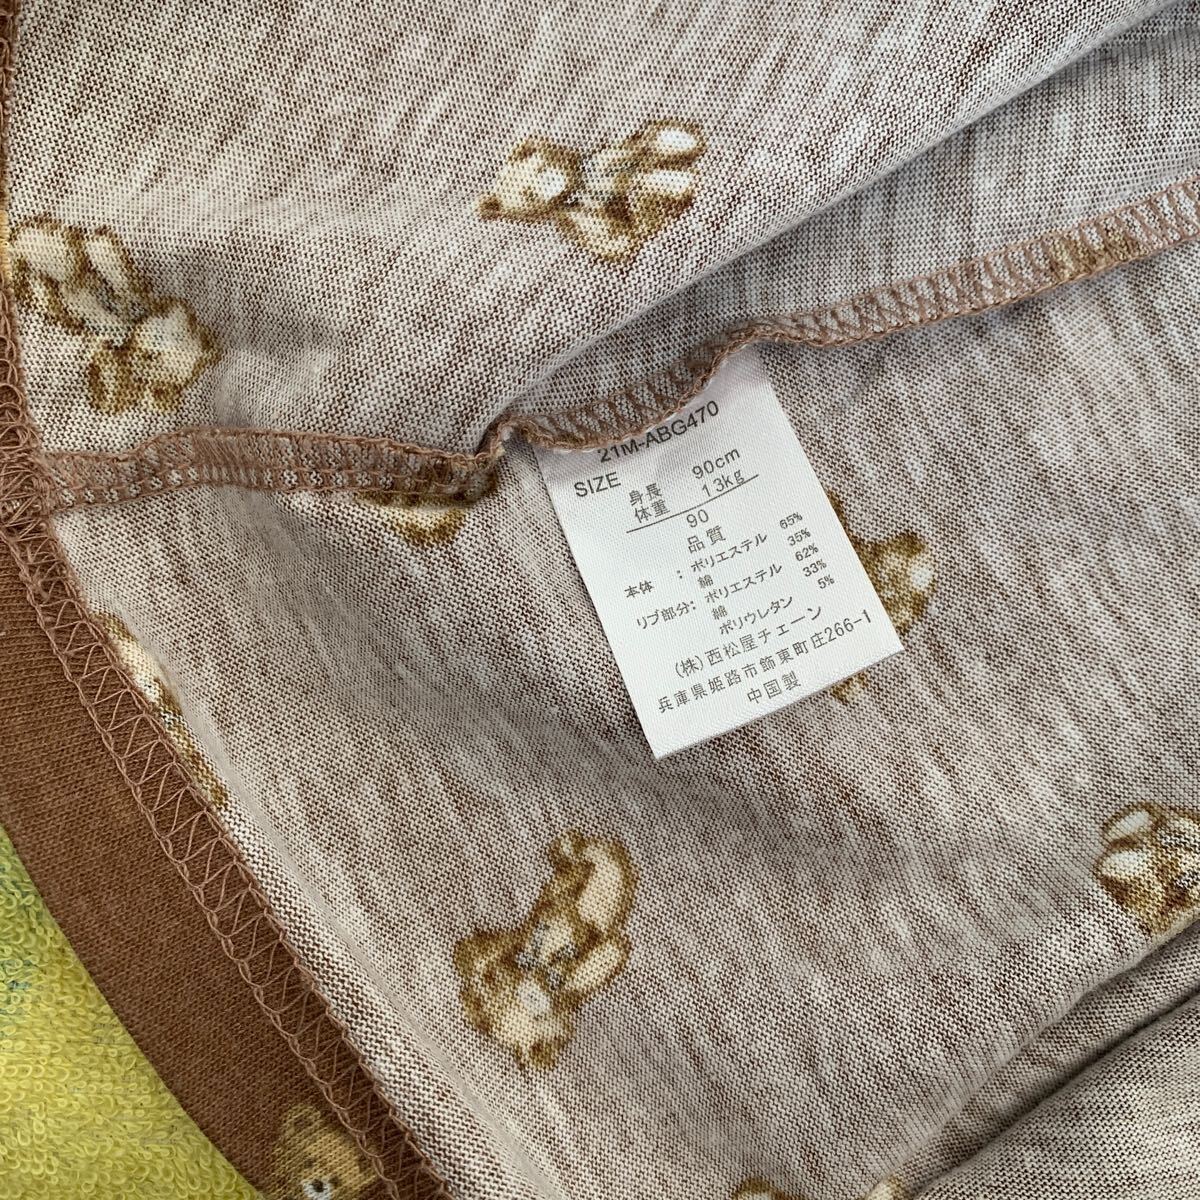 21M-ABG470
SIZE 身長 90cm
体重 13kg
90
品質
本体 : ポリエステル 65%
綿 35%
リブ部分: ポリエステル 62%
綿 33%
ポリウレタン 5%
(株)西松屋チェーン
兵庫県姫路市飾東町庄266-1
中国製